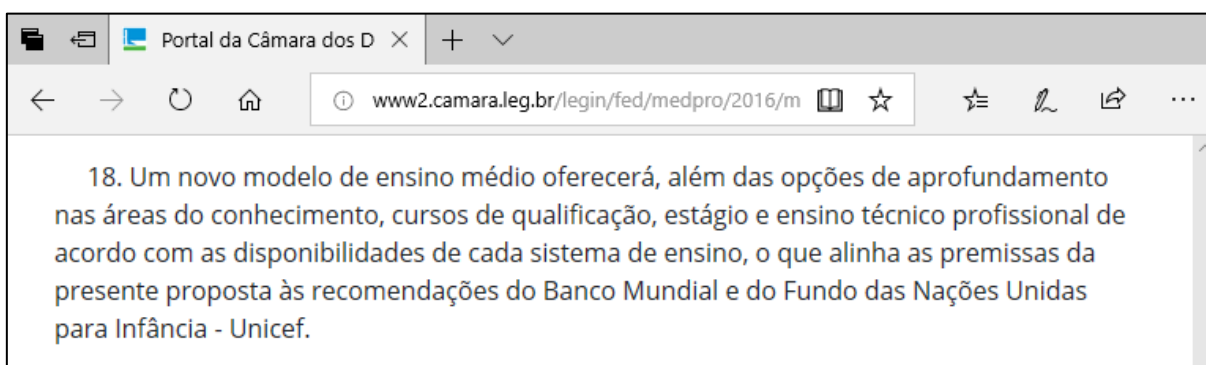 Portal da Câmara dos D
www2.camara.leg.br/legin/fed/medpro/2016/m
18. Um novo modelo de ensino médio oferecerá, além das opções de aprofundamento
nas áreas do conhecimento, cursos de qualificação, estágio e ensino técnico profissional de
acordo com as disponibilidades de cada sistema de ensino, o que alinha as premissas da
presente proposta às recomendações do Banco Mundial e do Fundo das Nações Unidas
para Infância - Unicef.